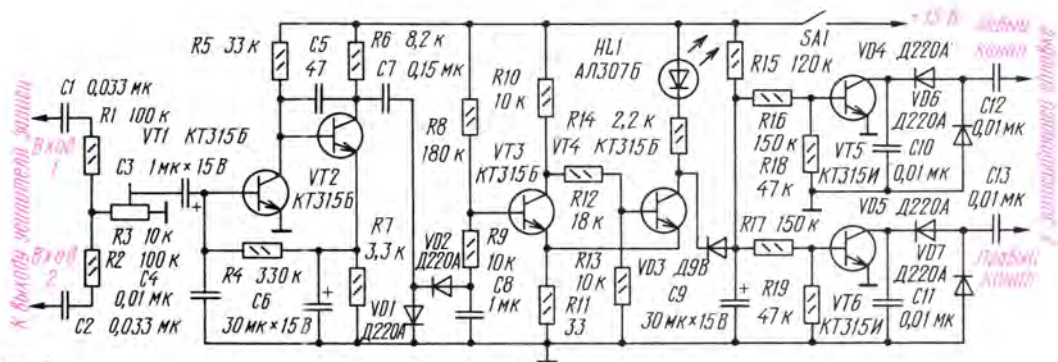 C1 0,033 мк
R1 100 к
Вход
1
C3
1 мк × 15 В
VT1
КТ315Б
R3 10 к
R2 100 к
C4
0,01 мк
Вход
2
C2 0,033 мк
К выходу усилителя записи
R5 33 к
C5
47
R6 8,2 к
C7 0,15 мк
VT2
КТ315Б
R4 330 к
C6
30 мк × 15 В
R7
3,3 к
VD1
Д220А
VD2
Д220А
R8
180 к
R9
10 к
C8
1 мк
R10
10 к
VT3
КТ315Б
R11
33
HL1
АЛ307Б
R14 2,2 к
VT4
КТ315Б
R12
18 к
R13
10 к
VD3 Д9В
C9
30 мк × 15 В
SA1
-15 В
R15
120 к
R16
150 к
R18
47 к
R17 150 к
R19
47 к
VD4 Д220А
VT5
КТ315И
VD6
Д220А
C10
0,01 мк
C12
0,01 мк
Левый
канал
VD5 Д220А
VT6
КТ315И
VD7
Д220А
C11
0,01 мк
C13
0,01 мк
Правый
канал
К записывающей головке